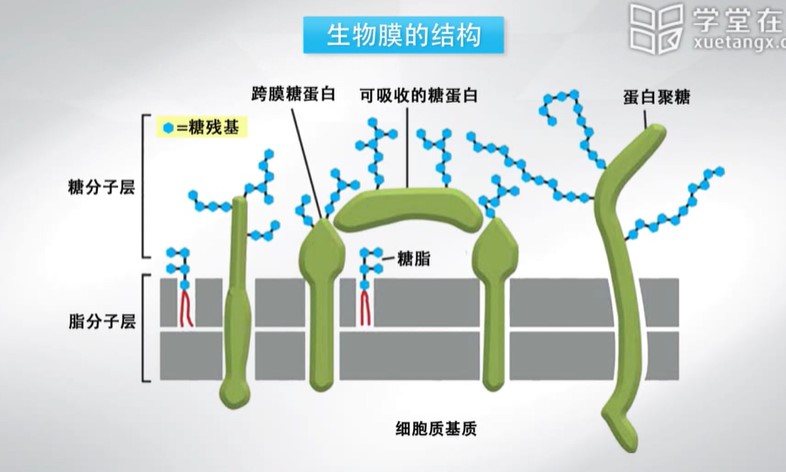 生物膜的结构
学堂在
xuetangx.c
跨膜糖蛋白
可吸收的糖蛋白
蛋白聚糖
=糖残基
糖分子层
糖脂
脂分子层
细胞质基质